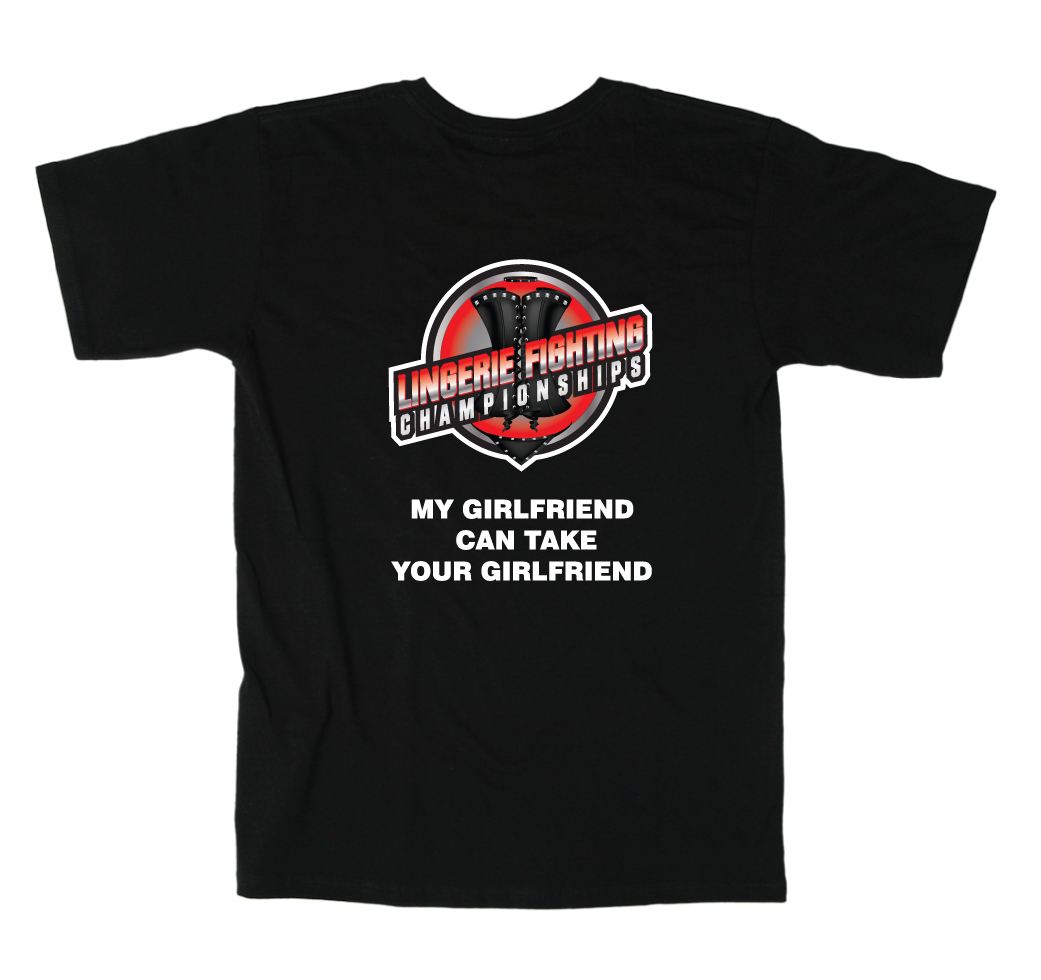 LINGERIE FIGHTING
CHAMPIONSHIPS
MY GIRLFRIEND
CAN TAKE
YOUR GIRLFRIEND